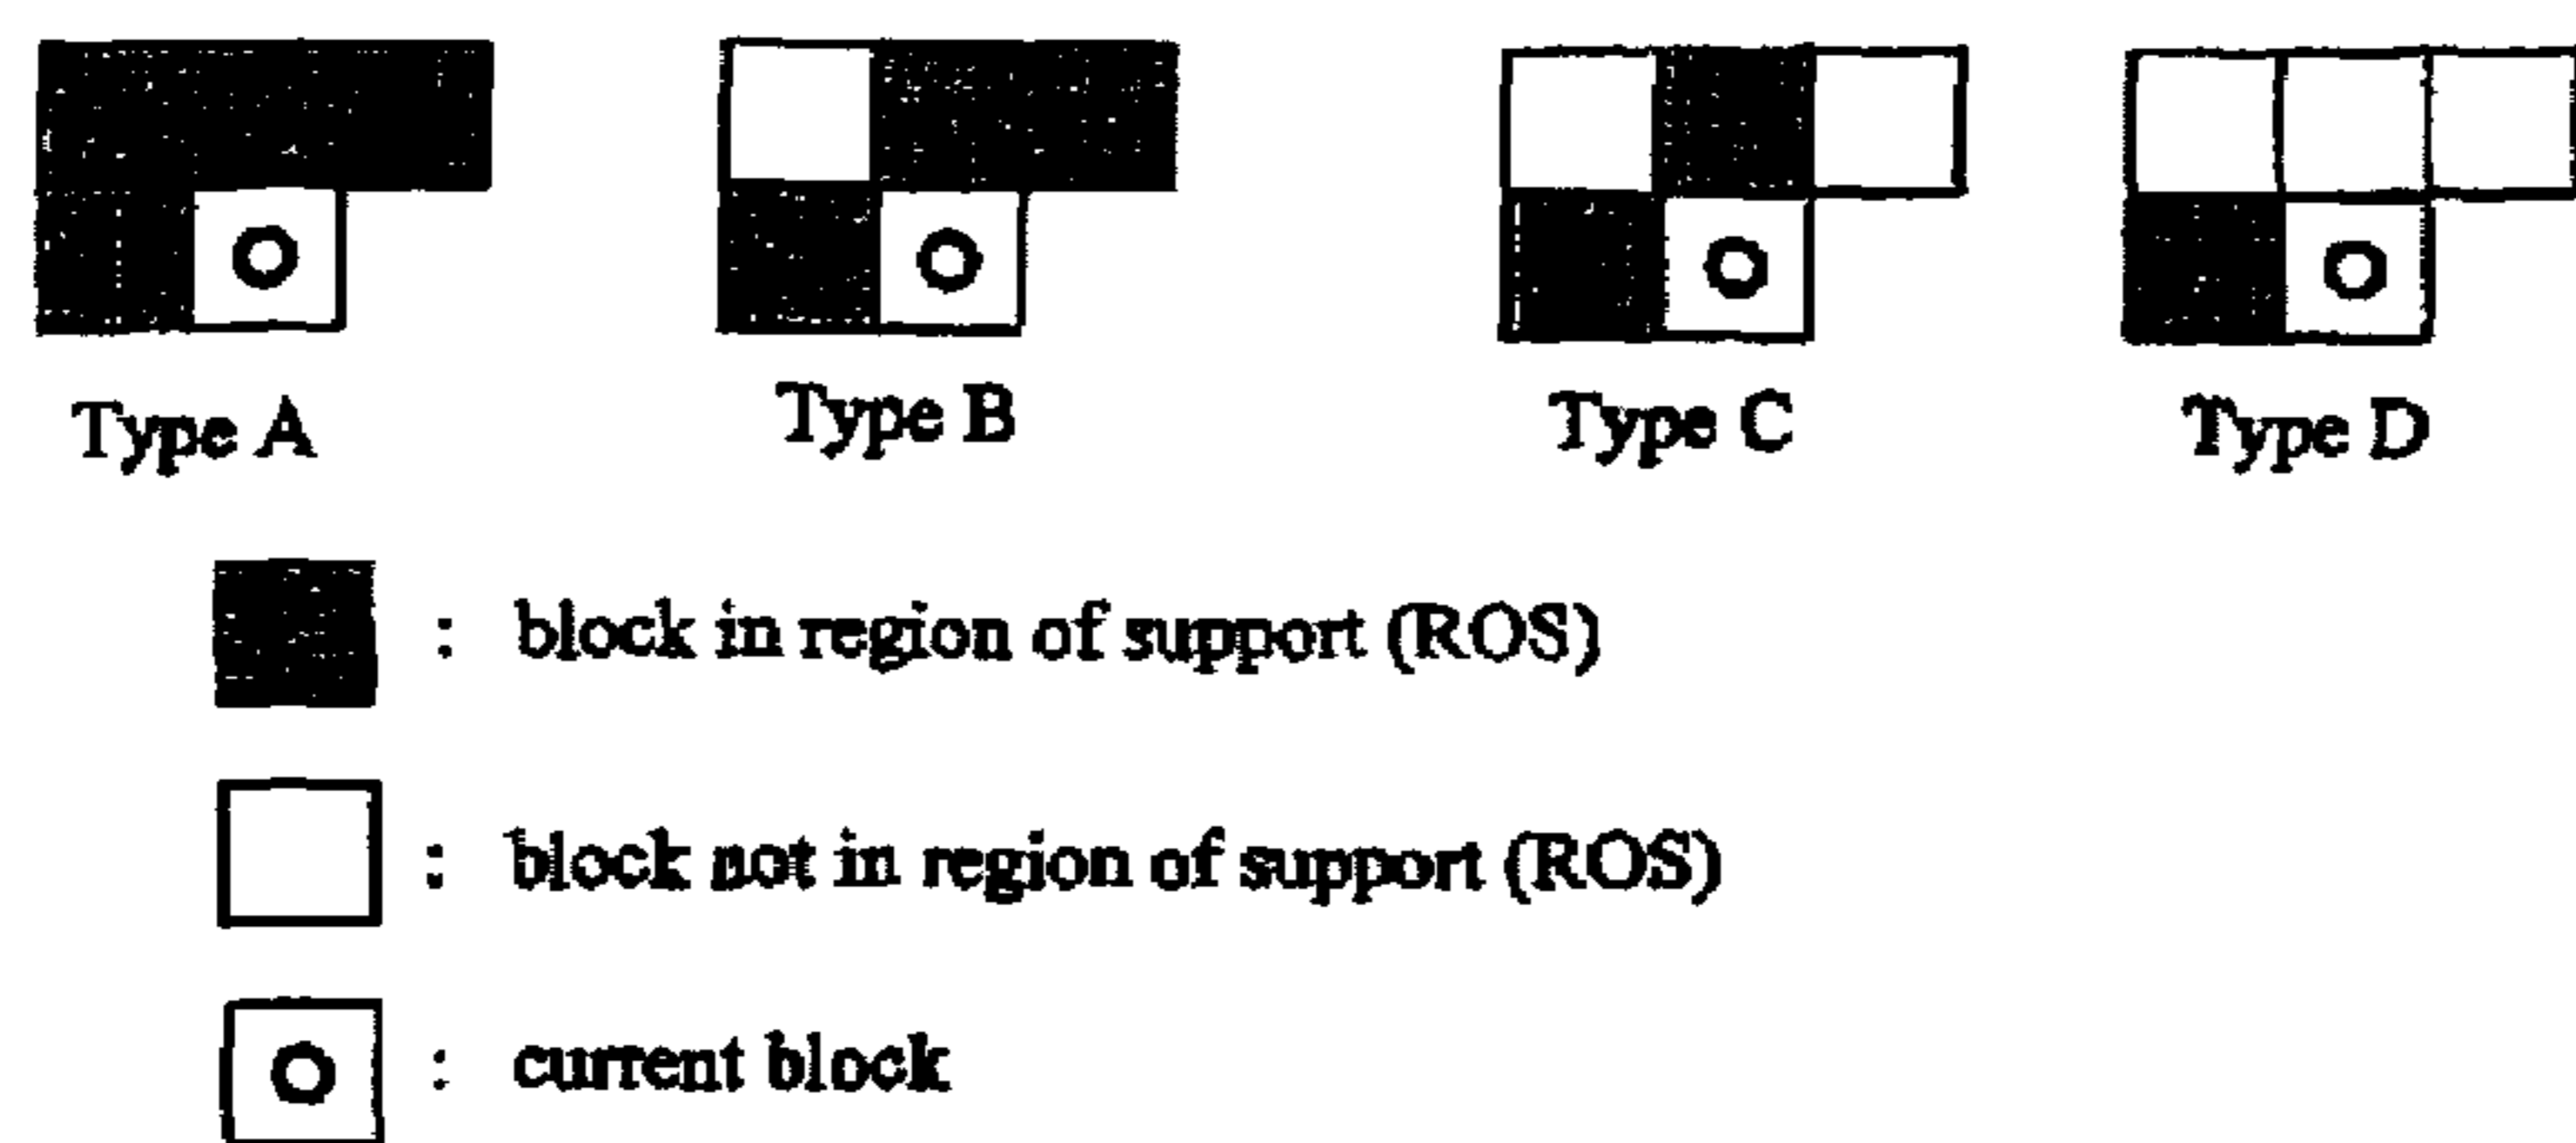 Type A Type B Type C Type D
: block in region of support (ROS)
: block not in region of support (ROS)
: current block